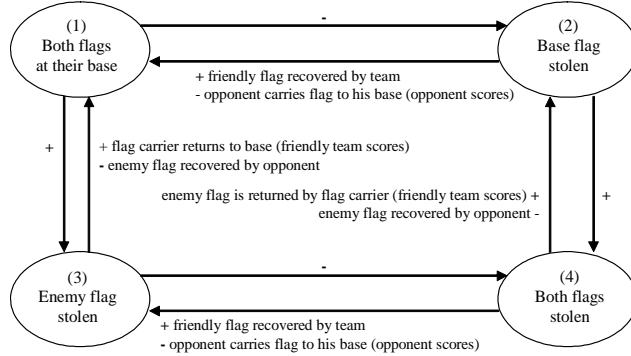 -
(1)
Both flags
at their base
(2)
Base flag
stolen
+ friendly flag recovered by team
- opponent carries flag to his base (opponent scores)
+
+ flag carrier returns to base (friendly team scores)
- enemy flag recovered by opponent
enemy flag is returned by flag carrier (friendly team scores) +
enemy flag recovered by opponent -
+
(3)
Enemy flag
stolen
-
(4)
Both flags
stolen
+ friendly flag recovered by team
- opponent carries flag to his base (opponent scores)